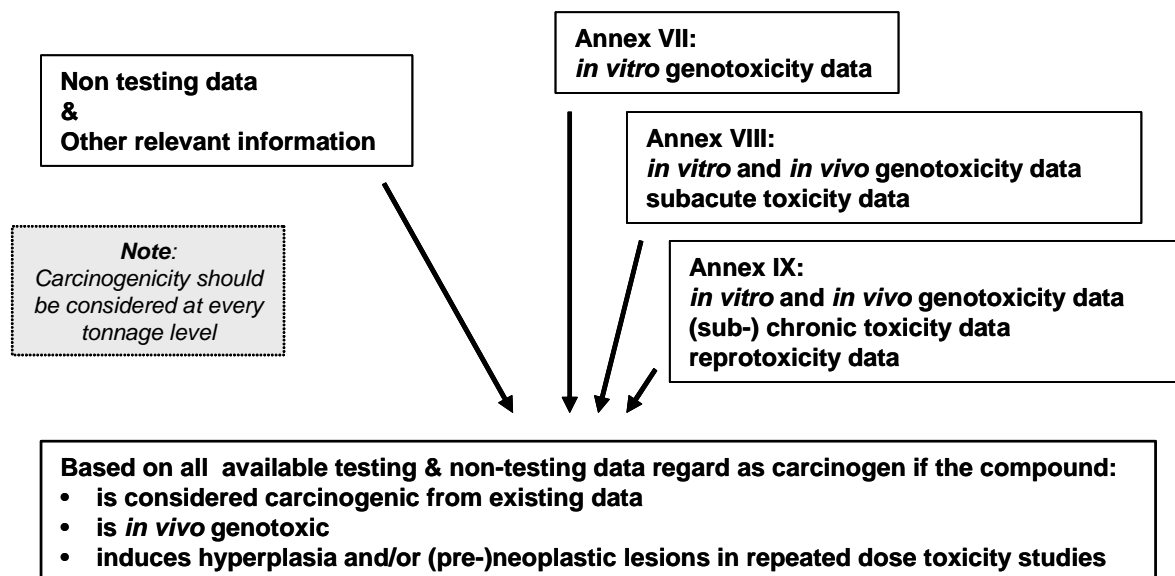 Non testing data
&
Other relevant information
Annex VII:
in vitro genotoxicity data
Annex VIII:
in vitro and in vivo genotoxicity data
subacute toxicity data
Note:
Carcinogenicity should
be considered at every
tonnage level
Annex IX:
in vitro and in vivo genotoxicity data
(sub-) chronic toxicity data
reprotoxicity data
Based on all available testing & non-testing data regard as carcinogen if the compound:
• is considered carcinogenic from existing data
• is in vivo genotoxic
• induces hyperplasia and/or (pre-)neoplastic lesions in repeated dose toxicity studies